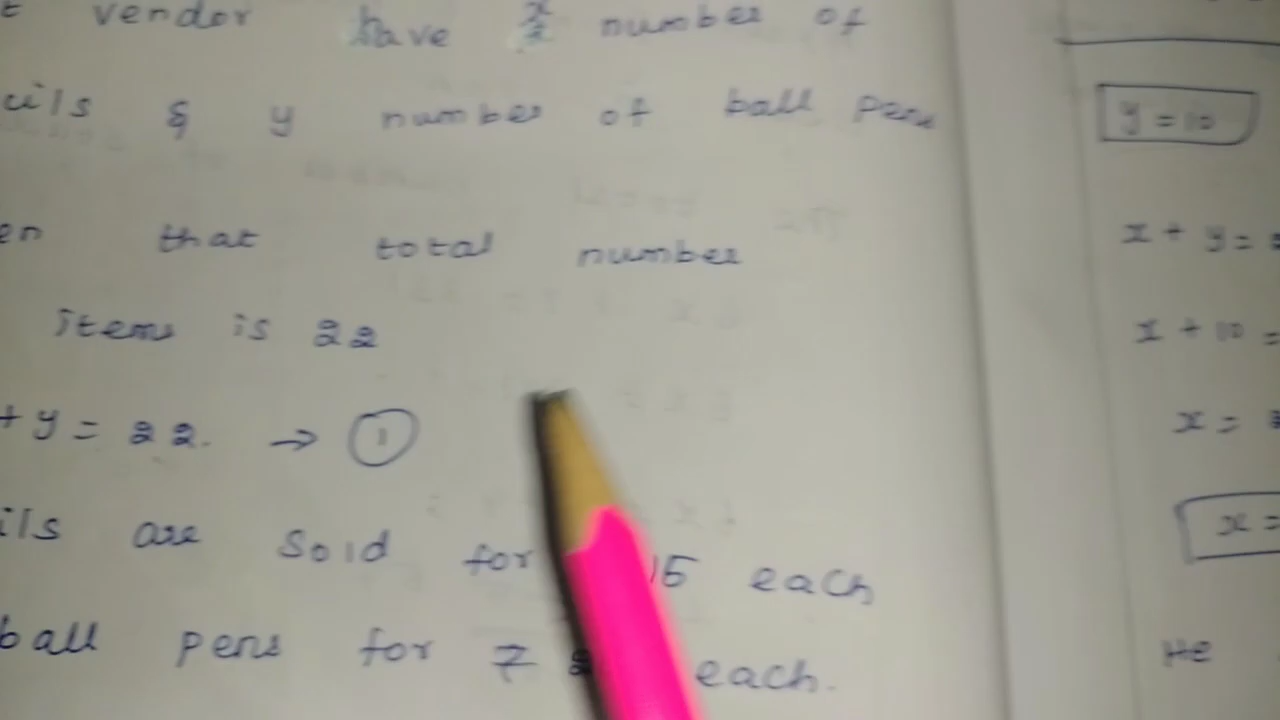 vendor have x number of
cils & y number of ball pens
en that total number
items is 22
+ y = 22. → ①
ils are sold for 15 each
ball pens for 7 each.
y = 10
x + y =
x + 10 =
x =
x =
He